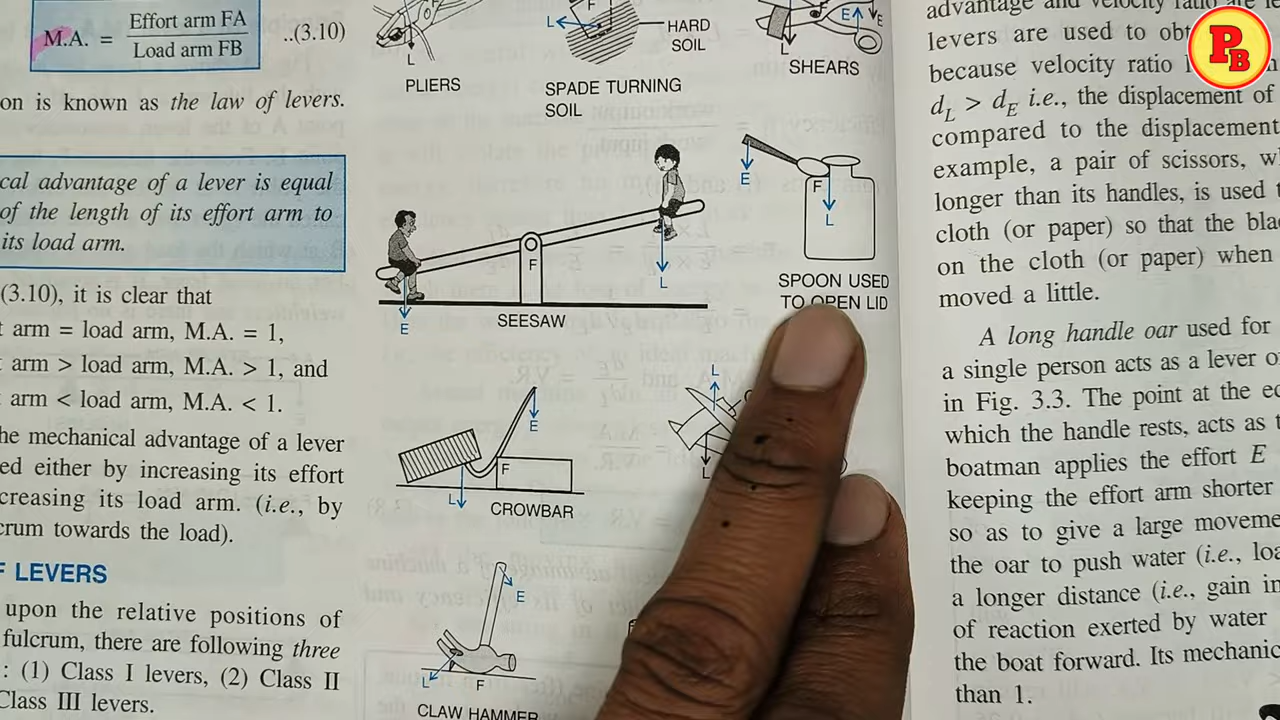 M.A. = Effort arm FA / Load arm FB ..(3.10)
on is known as the law of levers.
cal advantage of a lever is equal
of the length of its effort arm to
its load arm.
(3.10), it is clear that
arm = load arm, M.A. = 1,
arm > load arm, M.A. > 1, and
arm < load arm, M.A. < 1.
he mechanical advantage of a lever
ed either by increasing its effort
creasing its load arm. (i.e., by
crum towards the load).
F LEVERS
upon the relative positions of
fulcrum, there are following three
: (1) Class I levers, (2) Class II
Class III levers.
F
L
PLIERS
L
F
HARD
SOIL
SPADE TURNING
SOIL
F
E
E
L
SHEARS
E
F
L
SEESAW
E
F
L
SPOON USED
TO OPEN LID
E
F
L
CROWBAR
L
E
L
F
CLAW HAMMER
advantage and velocity ratio are
levers are used to
because velocity ratio
dL > dE i.e., the displacement of
compared to the displacement
example, a pair of scissors,
longer than its handles, is used
cloth (or paper) so that the
on the cloth (or paper) when
moved a little.
A long handle oar used for
a single person acts as a lever
in Fig. 3.3. The point at the
which the handle rests, acts as
boatman applies the effort E
keeping the effort arm shorter
so as to give a large
the oar to push water (i.e.,
a longer distance (i.e., gain in
of reaction exerted by water
the boat forward. Its
than 1.
PB